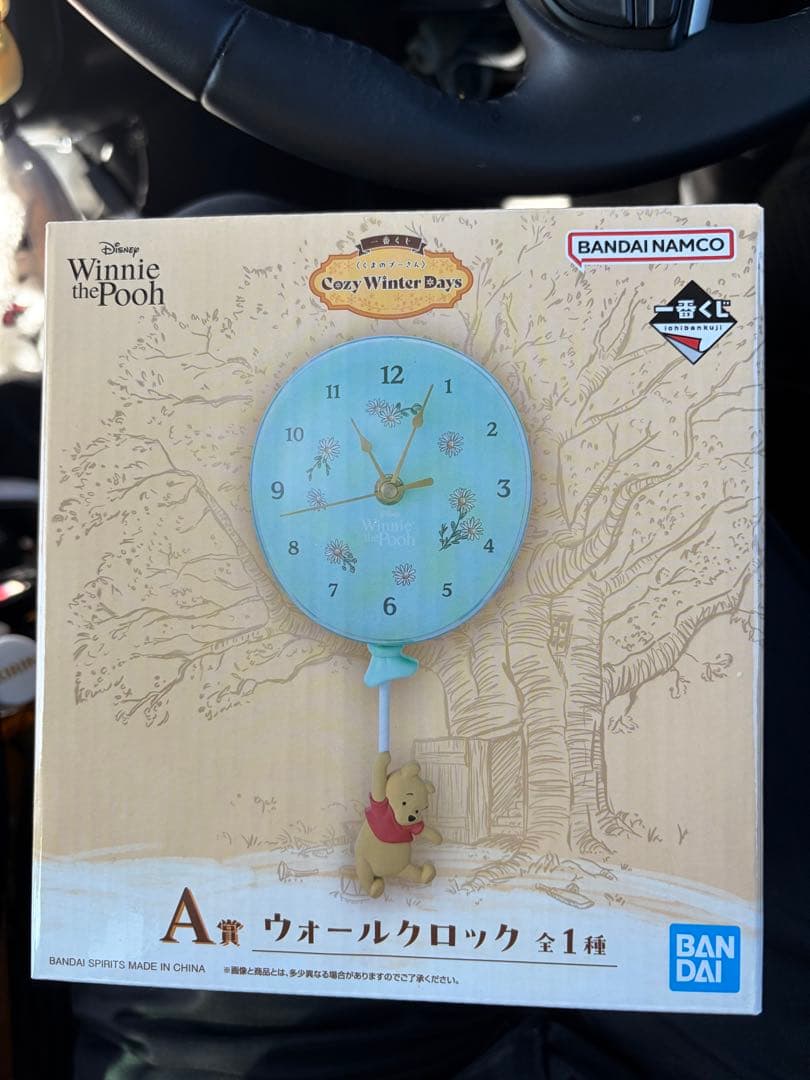 Disney
Winnie
the Pooh
一番くじ
〈くまのプーさん〉
Cozy Winter Days
BANDAI NAMCO
一番くじ
ichibankuji
12
1
2
3
4
5
6
7
8
9
10
11
Winnie
the Pooh
A賞 ウォールクロック 全1種
BANDAI SPIRITS MADE IN CHINA
※画像と商品とは、多少異なる場合がありますのでご了承ください。
BAN
DAI